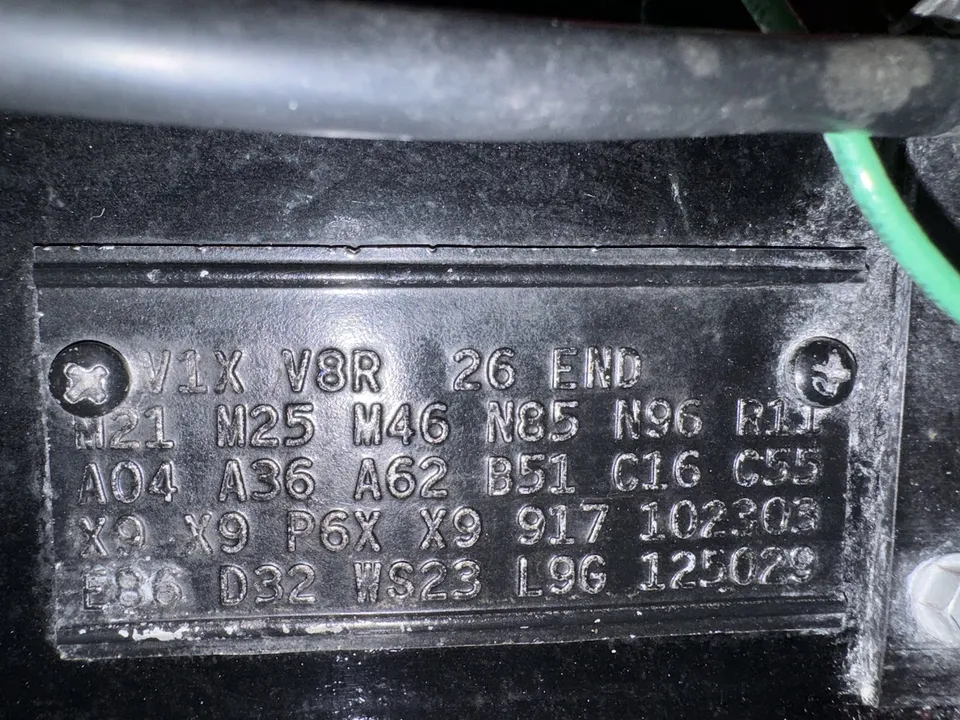 V1X V8R 26 END
M21 M25 M46 N85 N96 R11
A04 A36 A62 B51 C16 C55
X9 X9 P6X X9 917 102303
E86 D32 WS23 L9G 125029